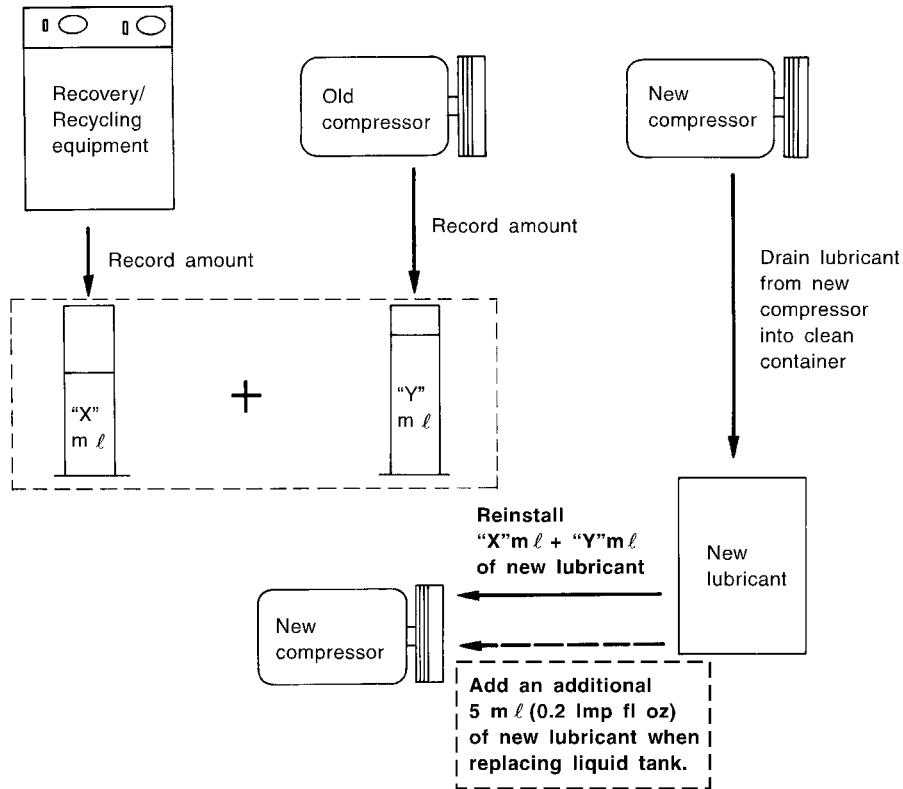 Recovery/
Recycling
equipment
Old
compressor
New
compressor
Record amount
Record amount
Drain lubricant
from new
compressor
into clean
container
“X”
m ℓ
+
“Y”
m ℓ
Reinstall
“X”m ℓ + “Y”m ℓ
of new lubricant
New
lubricant
New
compressor
Add an additional
5 m ℓ (0.2 Imp fl oz)
of new lubricant when
replacing liquid tank.